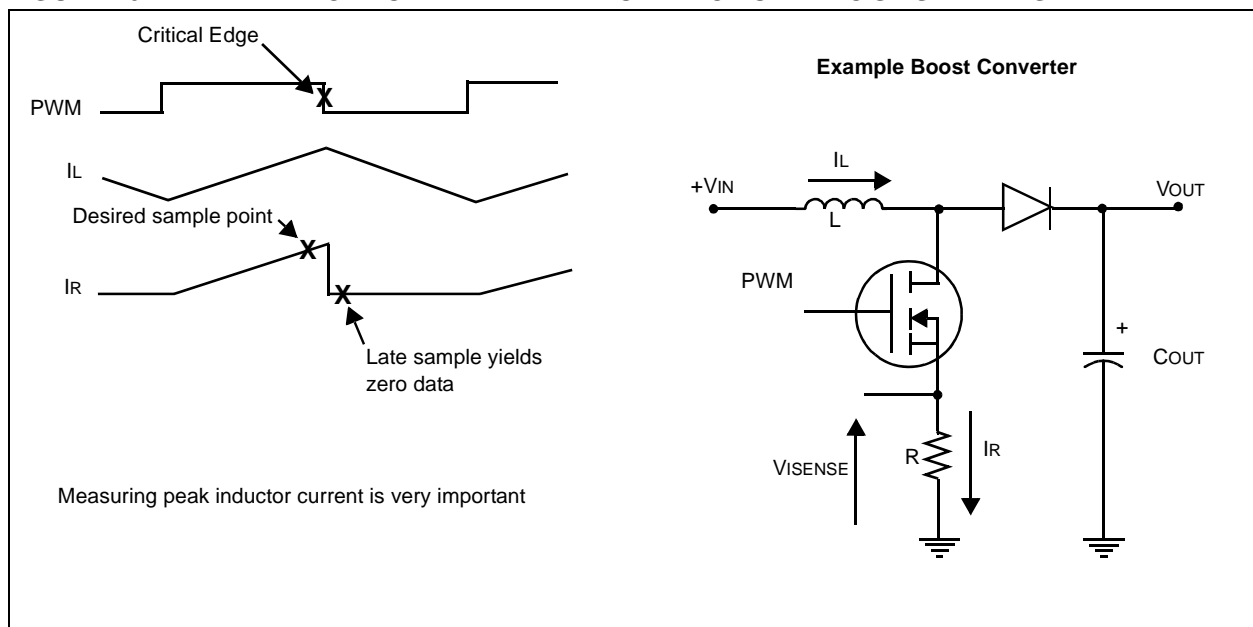 Critical Edge
PWM
IL
Desired sample point
X
X
X
IR
Late sample yields
zero data
Measuring peak inductor current is very important
Example Boost Converter
IL
+VIN
L
VOUT
PWM
+
COUT
VISENSE
R
IR